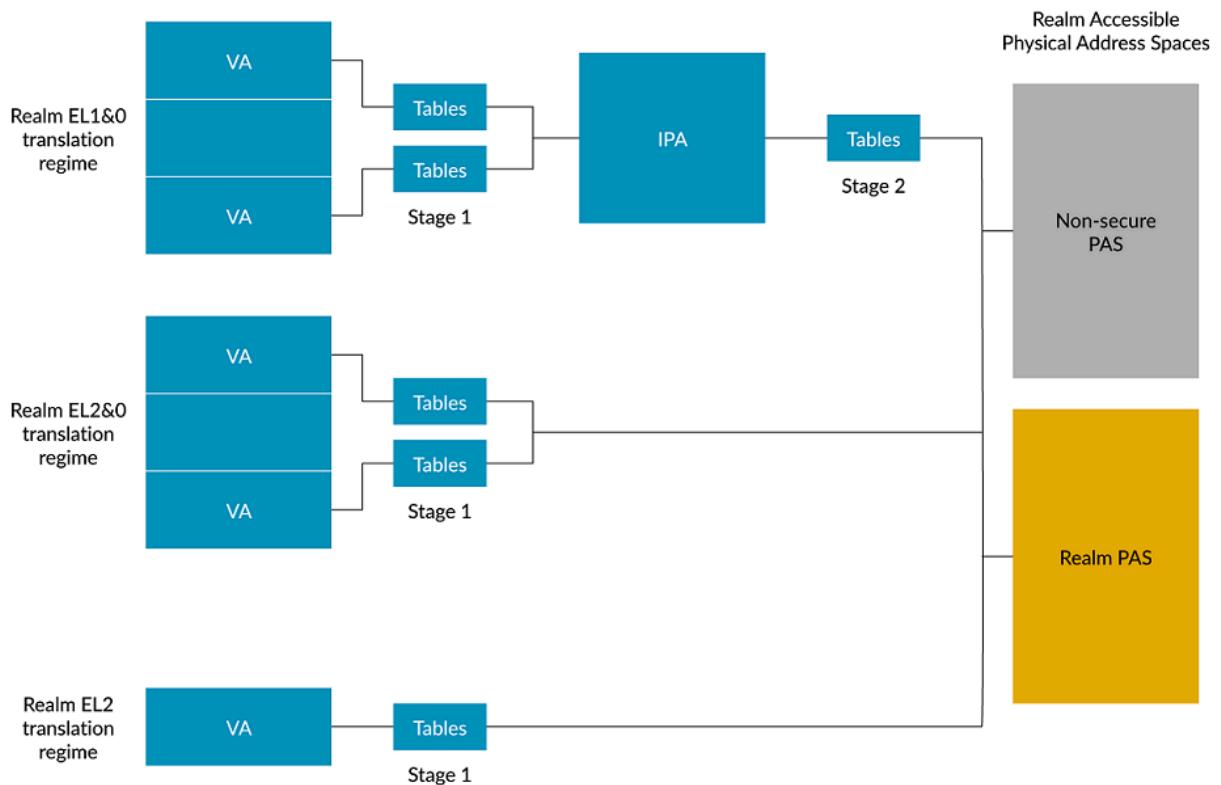 Realm Accessible
Physical Address Spaces
Realm EL1&0
translation
regime
VA
VA
Tables
Tables
Stage 1
IPA
Tables
Stage 2
Non-secure
PAS
Realm EL2&0
translation
regime
VA
VA
Tables
Tables
Stage 1
Realm PAS
Realm EL2
translation
regime
VA
Tables
Stage 1